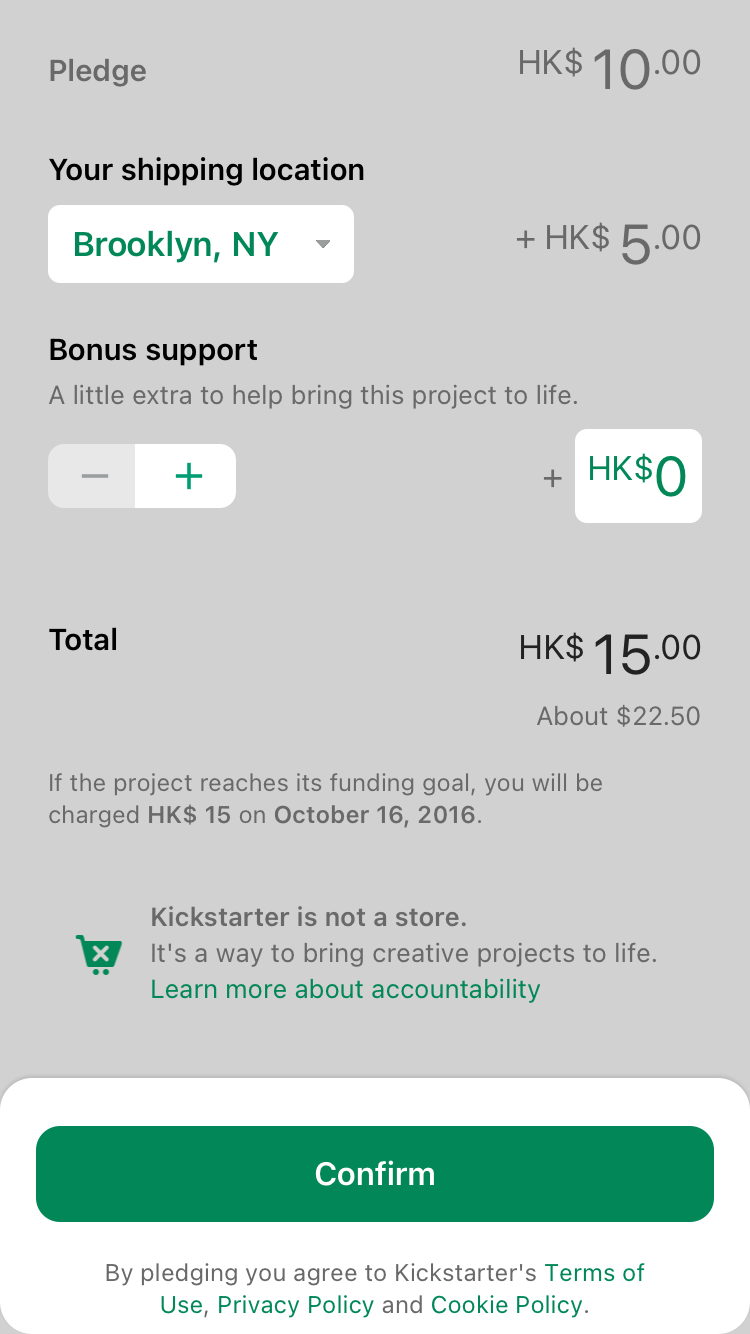 Pledge HK$ 10.00
Your shipping location
Brooklyn, NY + HK$ 5.00
Bonus support
A little extra to help bring this project to life.
− + + HK$0
Total HK$ 15.00
About $22.50
If the project reaches its funding goal, you will be
charged HK$ 15 on October 16, 2016.
Kickstarter is not a store.
It's a way to bring creative projects to life.
Learn more about accountability
Confirm
By pledging you agree to Kickstarter's Terms of
Use, Privacy Policy and Cookie Policy.